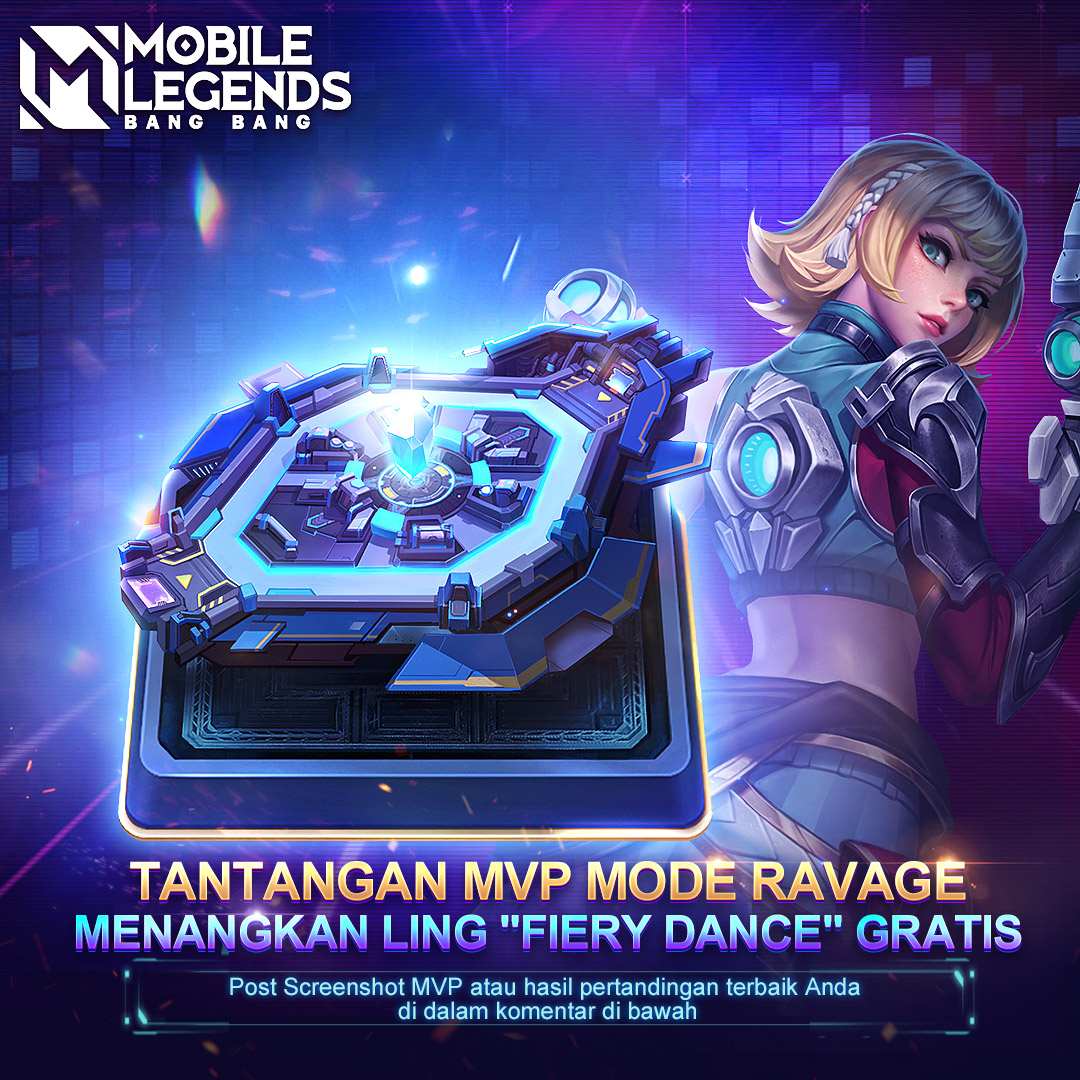 MOBILE
LEGENDS
BANG BANG
TANTANGAN MVP MODE RAVAGE
MENANGKAN LING "FIERY DANCE" GRATIS
Post Screenshot MVP atau hasil pertandingan terbaik Anda
di dalam komentar di bawah